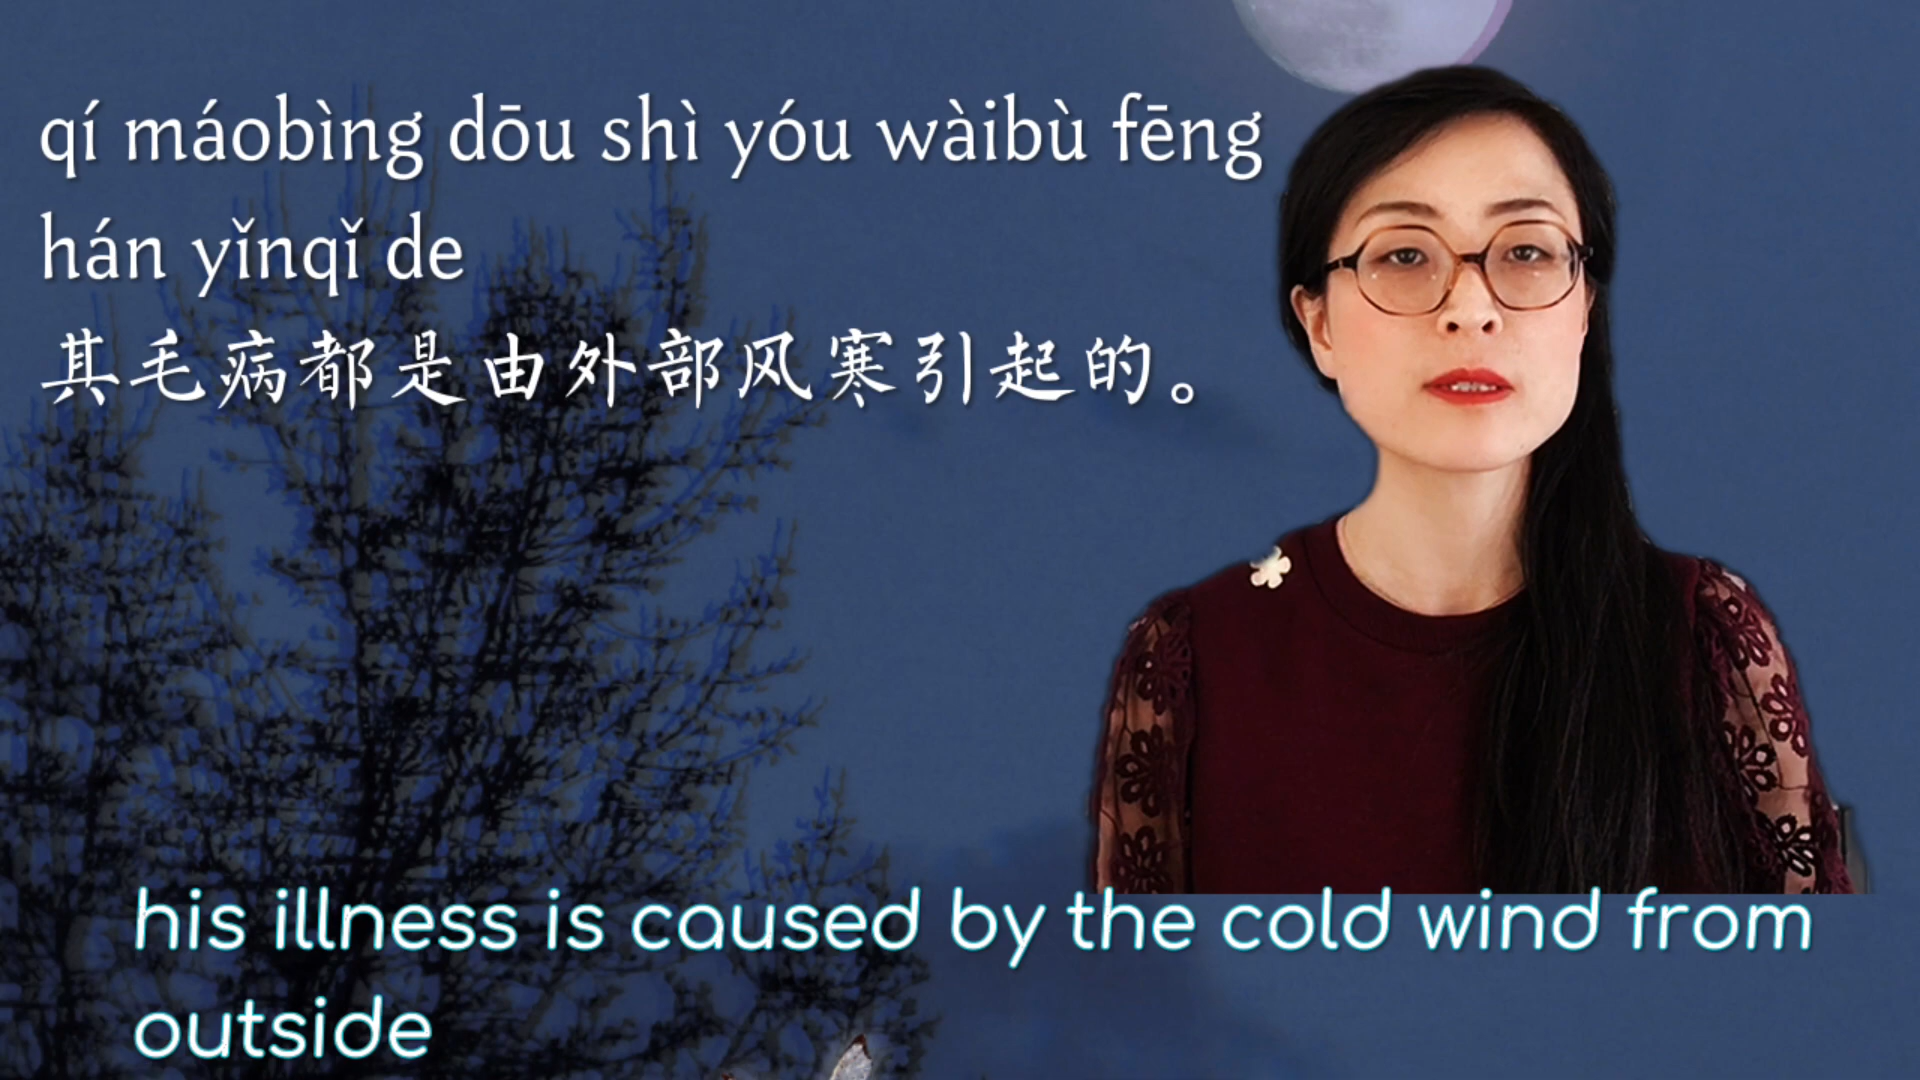 qí máobìng dōu shì yóu wàibù fēng
hán yǐnqǐ de
其毛病都是由外部风寒引起的。
his illness is caused by the cold wind from
outside